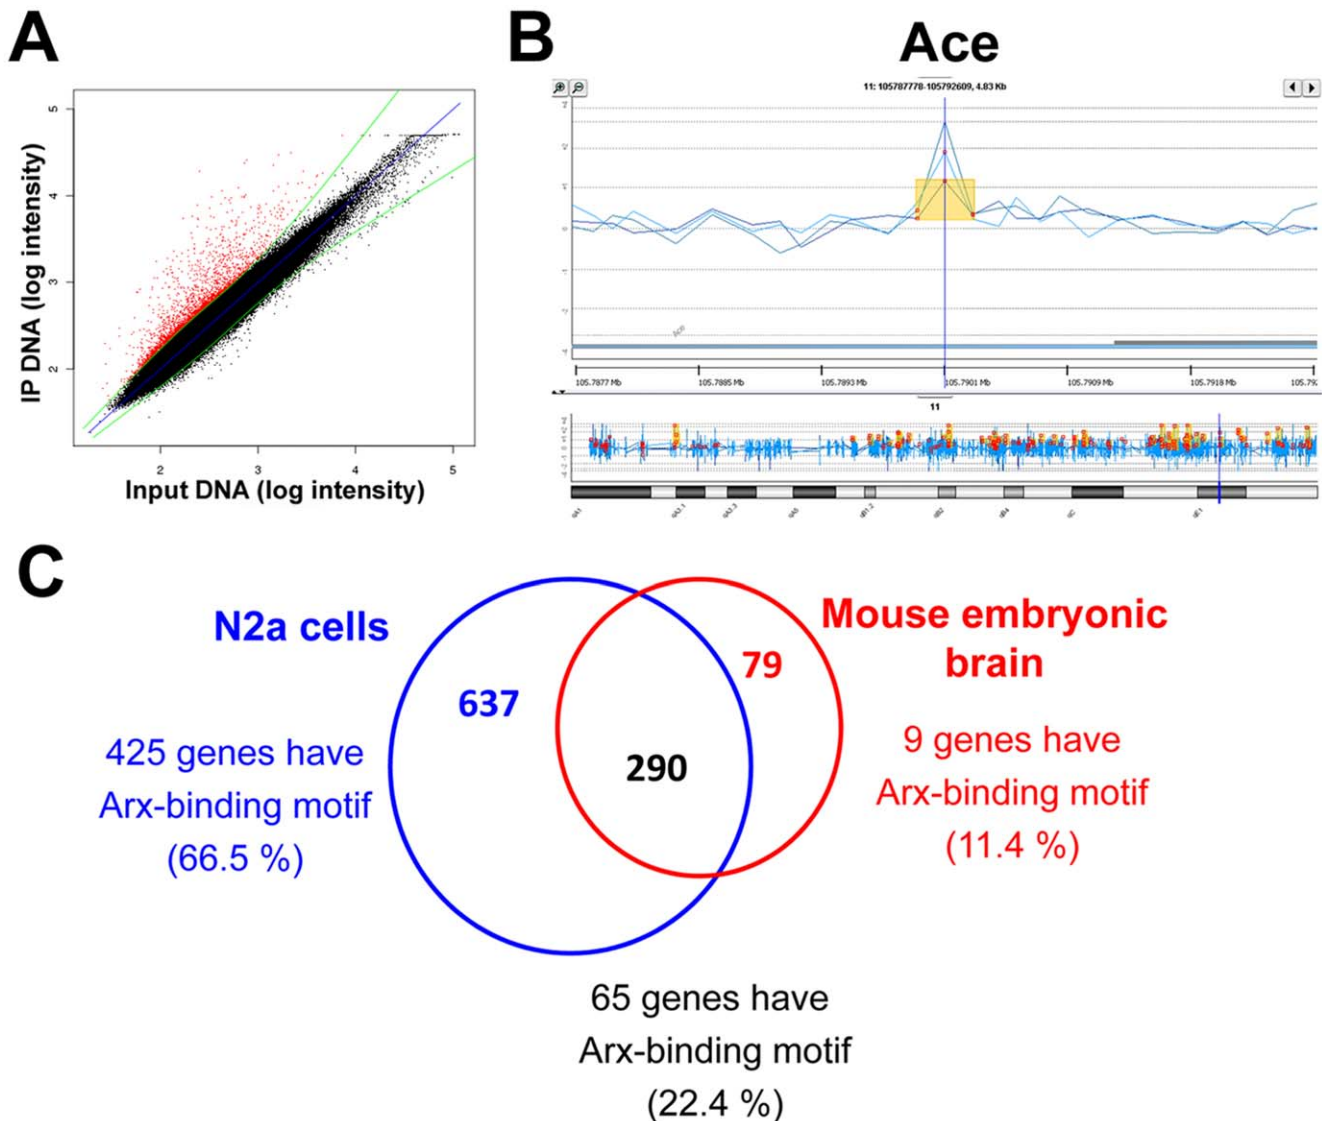 A
B
Ace
11: 105787778-105792609, 4.83 Kb
IP DNA (log intensity)
5
4
3
2
2
3
4
5
Input DNA (log intensity)
Ace
105.7877 Mb
105.7885 Mb
105.7893 Mb
105.7901 Mb
105.7909 Mb
105.7918 Mb
105.79
11
C
N2a cells
Mouse embryonic
brain
637
79
290
425 genes have
Arx-binding motif
(66.5 %)
9 genes have
Arx-binding motif
(11.4 %)
65 genes have
Arx-binding motif
(22.4 %)